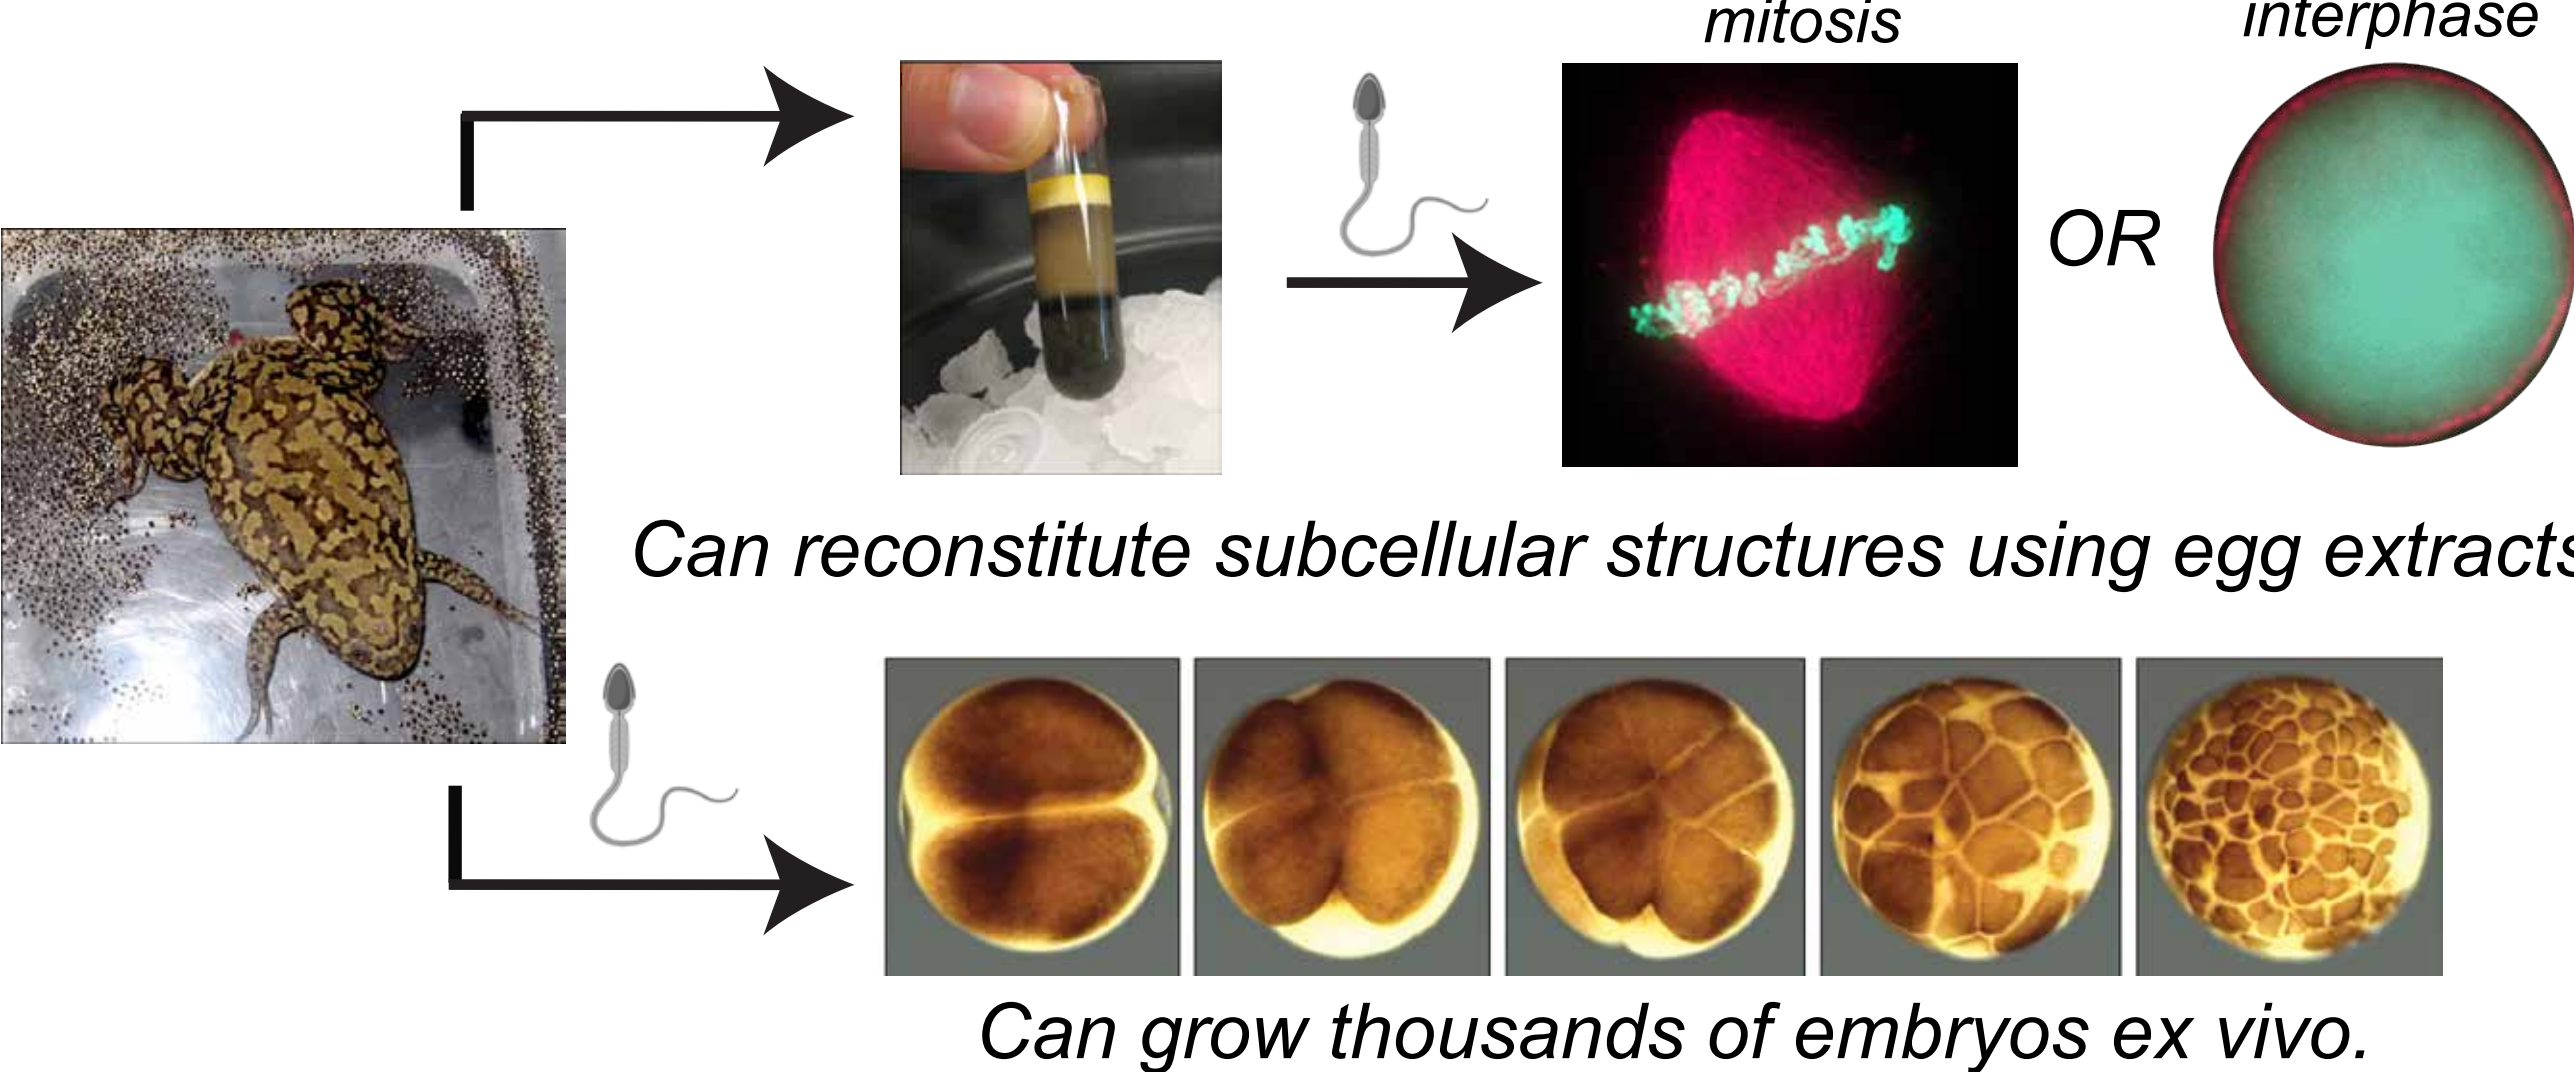 mitosis
interphase
OR
Can reconstitute subcellular structures using egg extracts
Can grow thousands of embryos ex vivo.